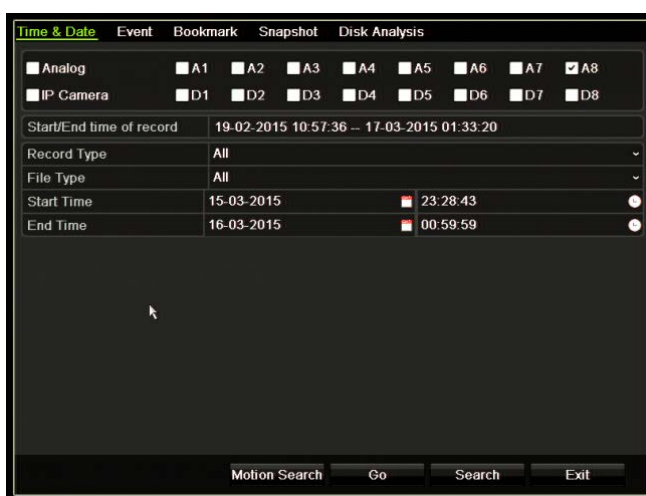 Time & Date Event Bookmark Snapshot Disk Analysis
Analog A1 A2 A3 A4 A5 A6 A7 A8
IP Camera D1 D2 D3 D4 D5 D6 D7 D8
Start/End time of record 19-02-2015 10:57:36 -- 17-03-2015 01:33:20
Record Type All
File Type All
Start Time 15-03-2015 23:28:43
End Time 16-03-2015 00:59:59
Motion Search Go Search Exit